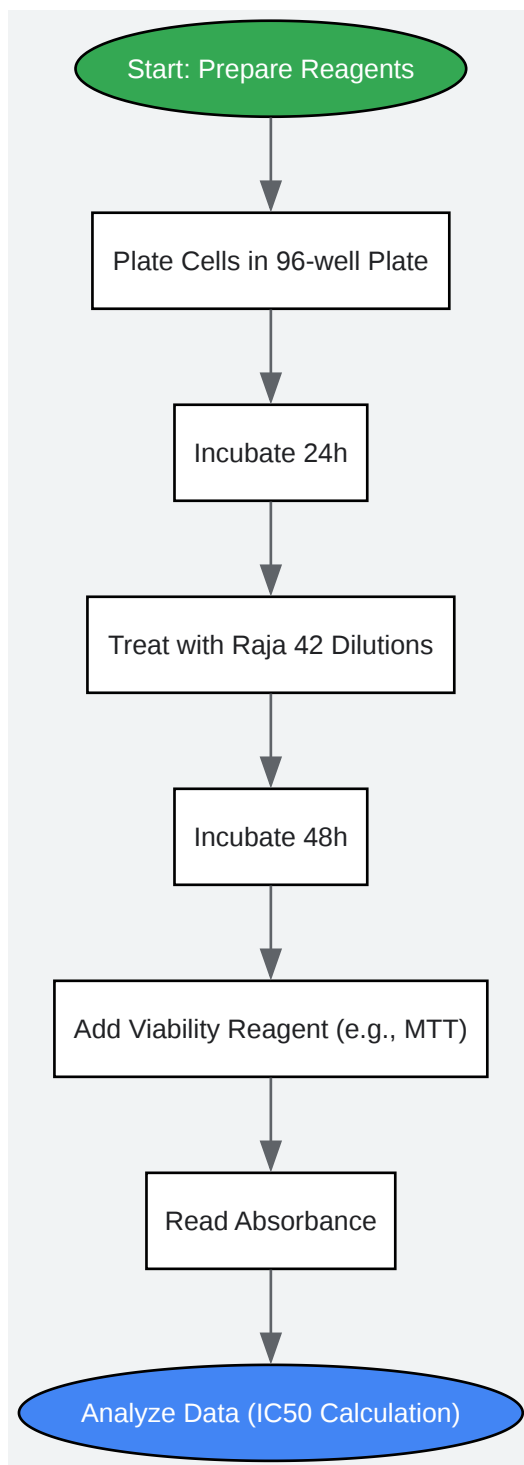 Start: Prepare Reagents
Plate Cells in 96-well Plate
Incubate 24h
Treat with Raja 42 Dilutions
Incubate 48h
Add Viability Reagent (e.g., MTT)
Read Absorbance
Analyze Data (IC50 Calculation)